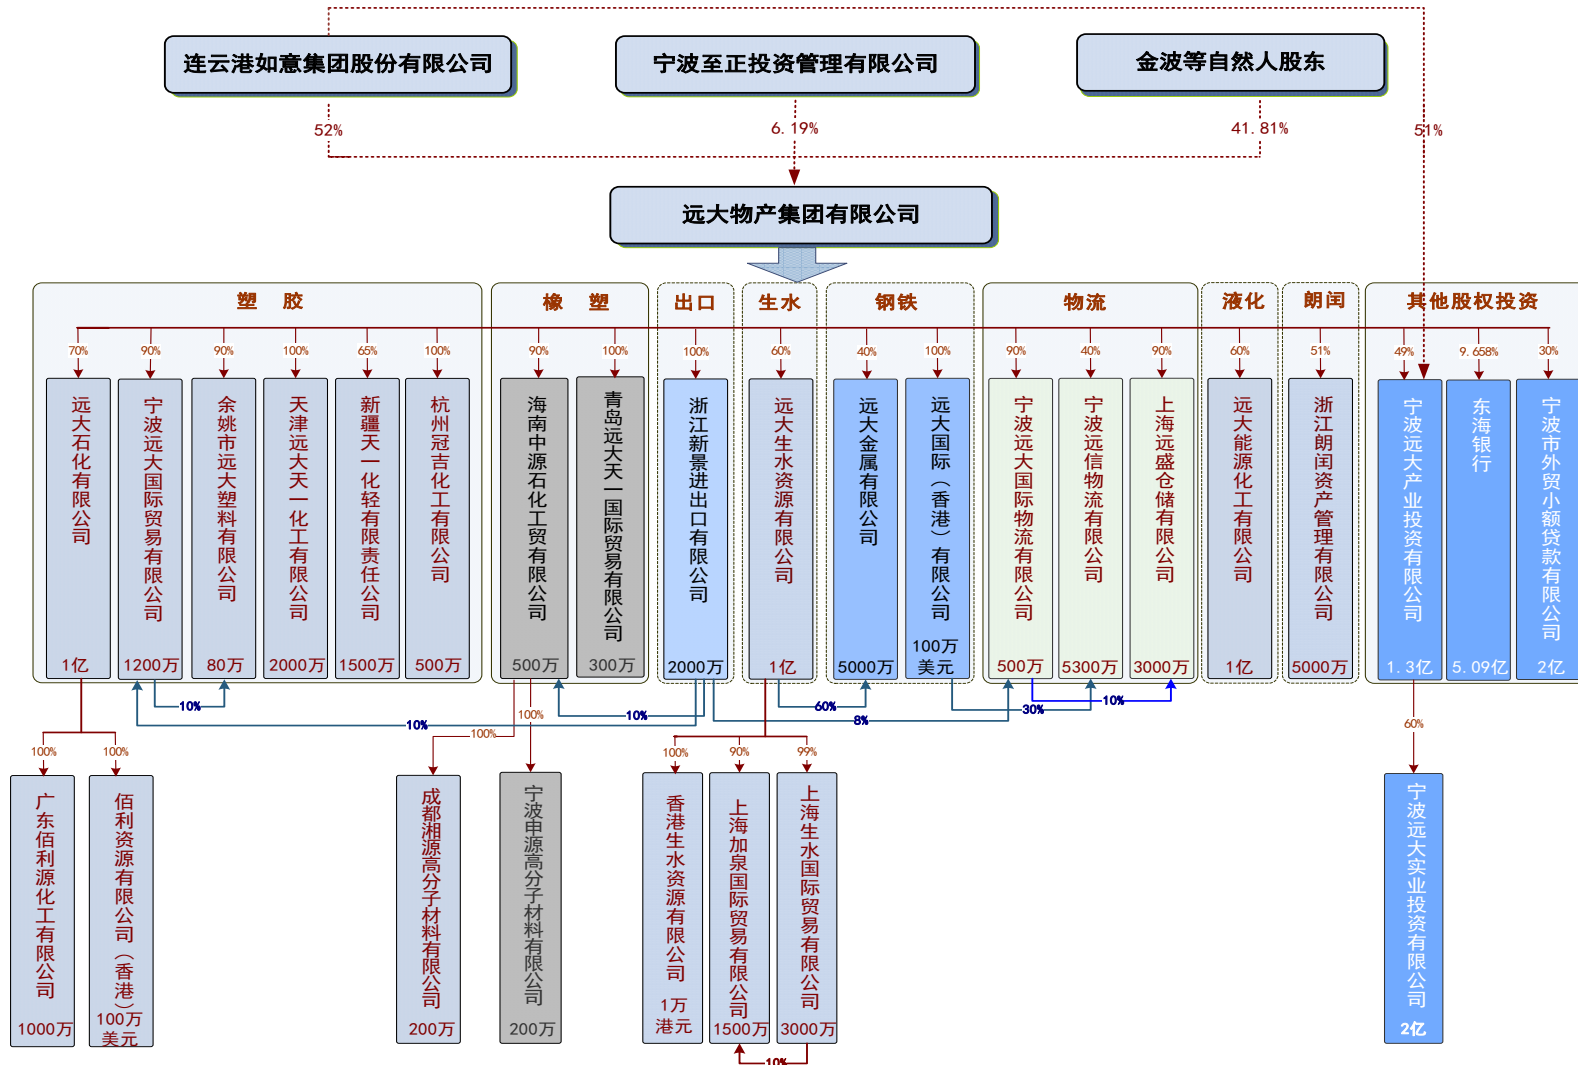 连云港如意集团股份有限公司
宁波至正投资管理有限公司
金波等自然人股东
52%
6.19%
41.81%
51%
远大物产集团有限公司
塑 胶
橡 塑
出口
生水
钢铁
物流
液化
朗闰
其他股权投资
70%
90%
90%
100%
65%
100%
90%
100%
100%
60%
40%
100%
90%
40%
90%
60%
51%
49%
9.658%
30%
远大石化有限公司
1亿
宁波远大国际贸易有限公司
1200万
余姚市远大塑料有限公司
80万
天津远大天一化工有限公司
2000万
新疆天一化轻有限责任公司
1500万
杭州冠吉化工有限公司
500万
海南中源石化工贸有限公司
500万
青岛远大天一国际贸易有限公司
300万
浙江新景进出口有限公司
2000万
远大生水资源有限公司
1亿
远大金属有限公司
5000万
远大国际（香港）有限公司
100万
美元
宁波远大国际物流有限公司
500万
宁波远信物流有限公司
5300万
上海远盛仓储有限公司
3000万
远大能源化工有限公司
1亿
浙江朗闰资产管理有限公司
5000万
宁波远大产业投资有限公司
1.3亿
东海银行
5.09亿
宁波市外贸小额贷款有限公司
2亿
10%
10%
10%
60%
8%
30%
10%
100%
100%
100%
100%
100%
90%
99%
60%
广东佰利源化工有限公司
1000万
佰利资源有限公司（香港）
100万
美元
成都湘源高分子材料有限公司
200万
宁波申源高分子材料有限公司
200万
香港生水资源有限公司
1万
港元
上海加泉国际贸易有限公司
1500万
上海生水国际贸易有限公司
3000万
宁波远大实业投资有限公司
2亿
10%